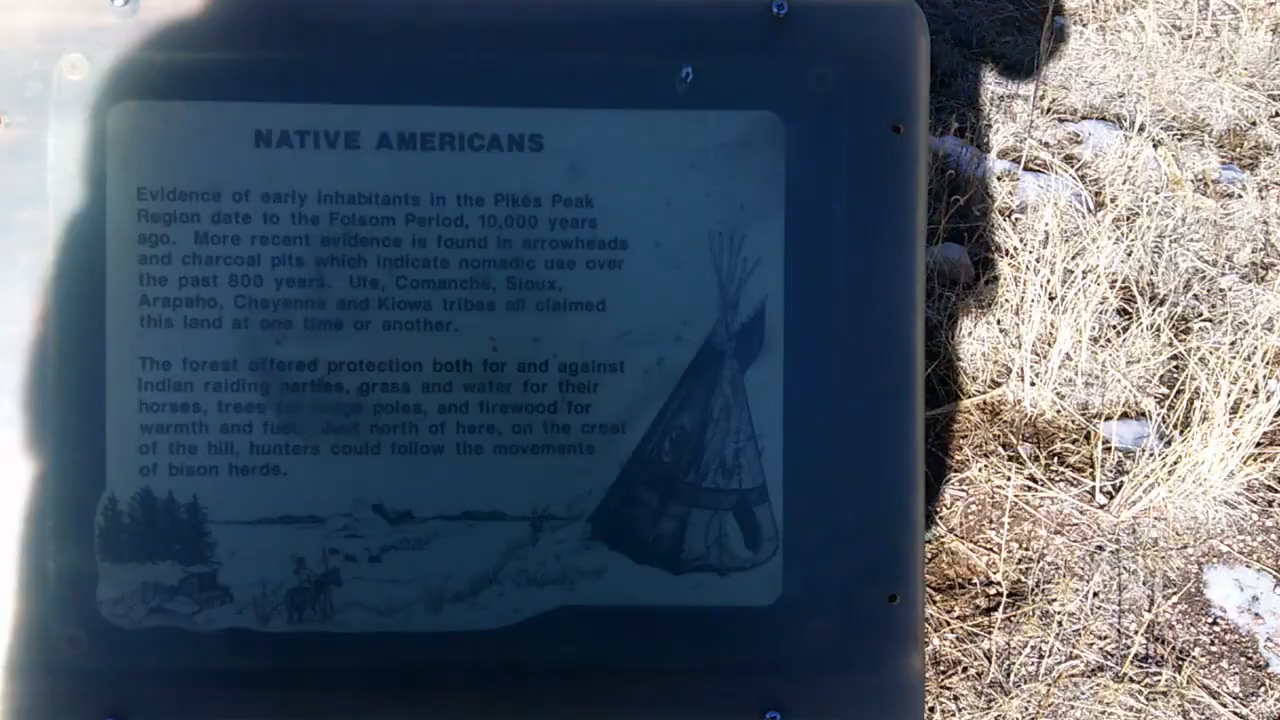 NATIVE AMERICANS
Evidence of early inhabitants in the Pikes Peak
Region date to the Folsom Period, 10,000 years
ago. More recent evidence is found in arrowheads
and charcoal pits which indicate nomadic use over
the past 800 years. Ute, Comanche, Sioux,
Arapaho, Cheyenne and Kiowa tribes all claimed
this land at one time or another.
The forest offered protection both for and against
Indian raiding parties, grass and water for their
horses, trees for lodge poles, and firewood for
warmth and fuel. Just north of here, on the crest
of the hill, hunters could follow the movements
of bison herds.